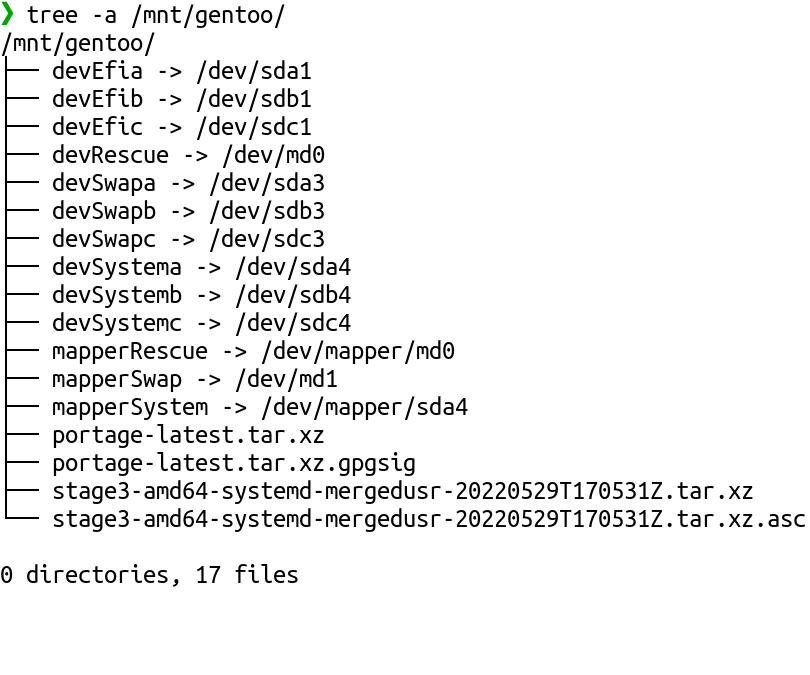 ❯ tree -a /mnt/gentoo/
/mnt/gentoo/
├── devEfia -> /dev/sda1
├── devEfib -> /dev/sdb1
├── devEfic -> /dev/sdc1
├── devRescue -> /dev/md0
├── devSwapa -> /dev/sda3
├── devSwapb -> /dev/sdb3
├── devSwapc -> /dev/sdc3
├── devSystema -> /dev/sda4
├── devSystemb -> /dev/sdb4
├── devSystemc -> /dev/sdc4
├── mapperRescue -> /dev/mapper/md0
├── mapperSwap -> /dev/md1
├── mapperSystem -> /dev/mapper/sda4
├── portage-latest.tar.xz
├── portage-latest.tar.xz.gpgsig
├── stage3-amd64-systemd-mergedusr-20220529T170531Z.tar.xz
└── stage3-amd64-systemd-mergedusr-20220529T170531Z.tar.xz.asc
0 directories, 17 files